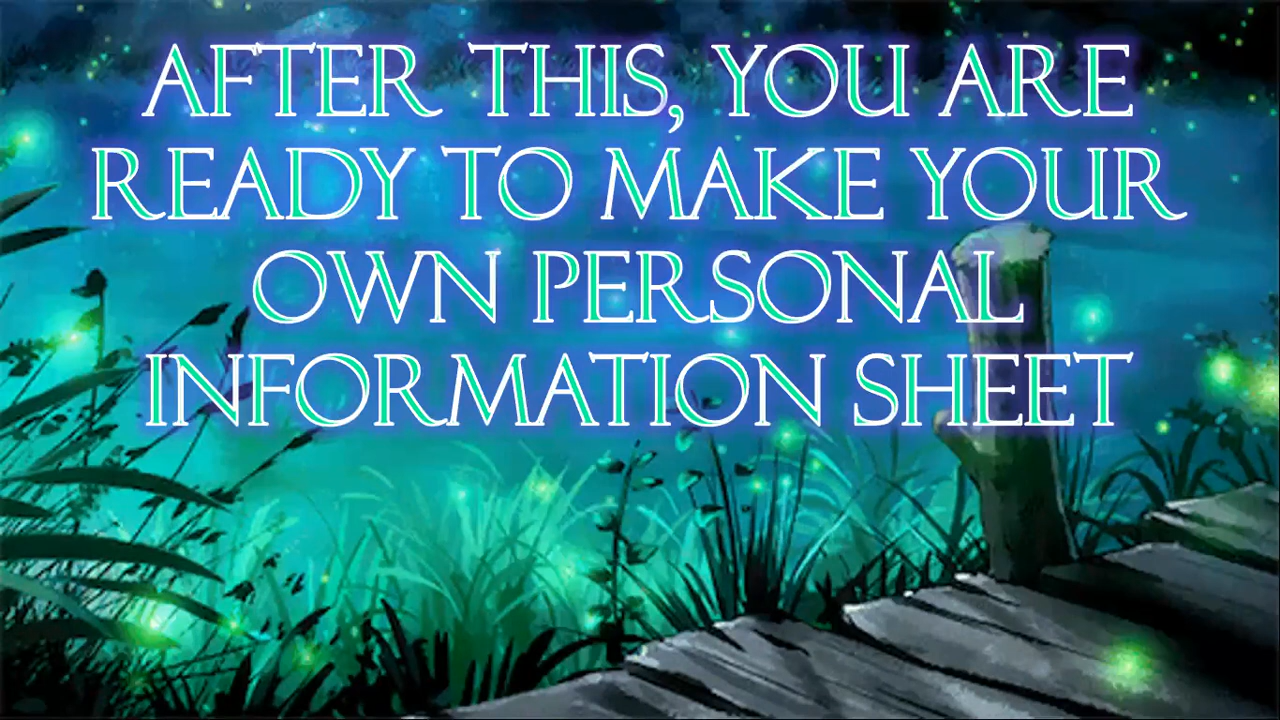 AFTER THIS, YOU ARE
READY TO MAKE YOUR
OWN PERSONAL
INFORMATION SHEET